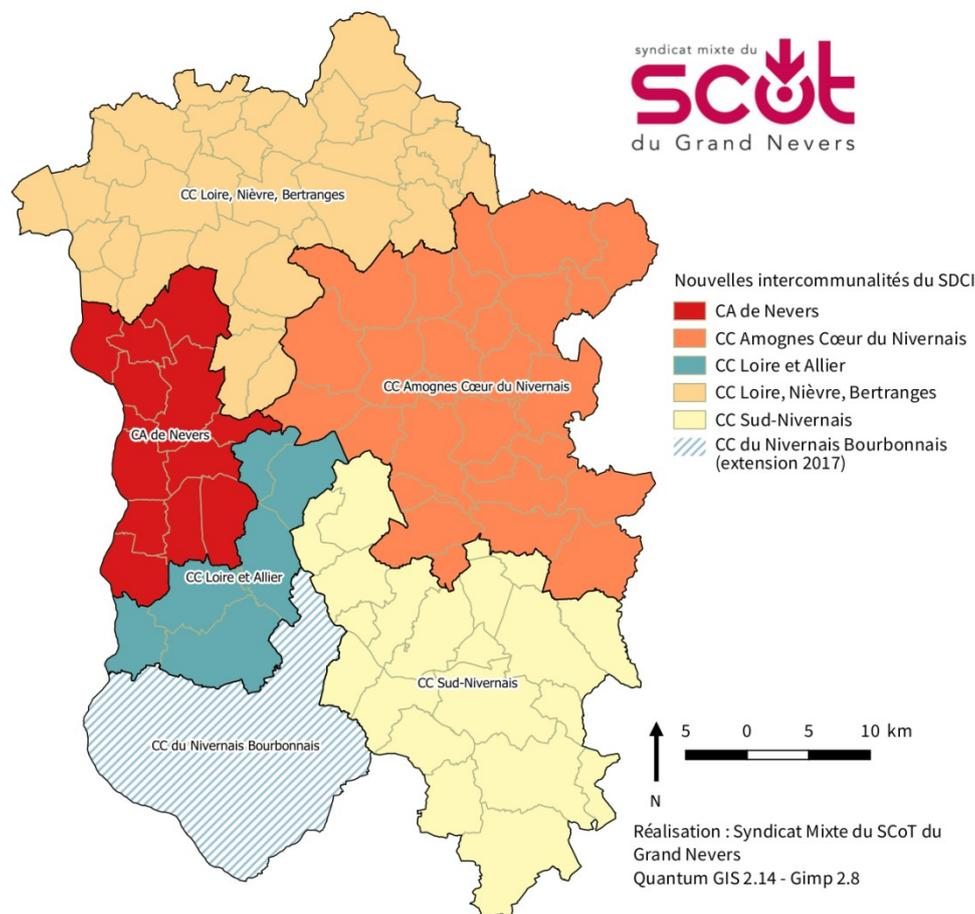 syndicat mixte du
scot
du Grand Nevers
CC Loire, Nièvre, Bertranges
CC Amognes Cœur du Nivernais
CA de Nevers
CC Loire et Allier
CC Sud-Nivernais
CC du Nivernais Bourbonnais
Nouvelles intercommunalités du SDCI
CA de Nevers
CC Amognes Cœur du Nivernais
CC Loire et Allier
CC Loire, Nièvre, Bertranges
CC Sud-Nivernais
CC du Nivernais Bourbonnais
(extension 2017)
5 0 5 10 km
N
Réalisation : Syndicat Mixte du SCoT du
Grand Nevers
Quantum GIS 2.14 - Gimp 2.8